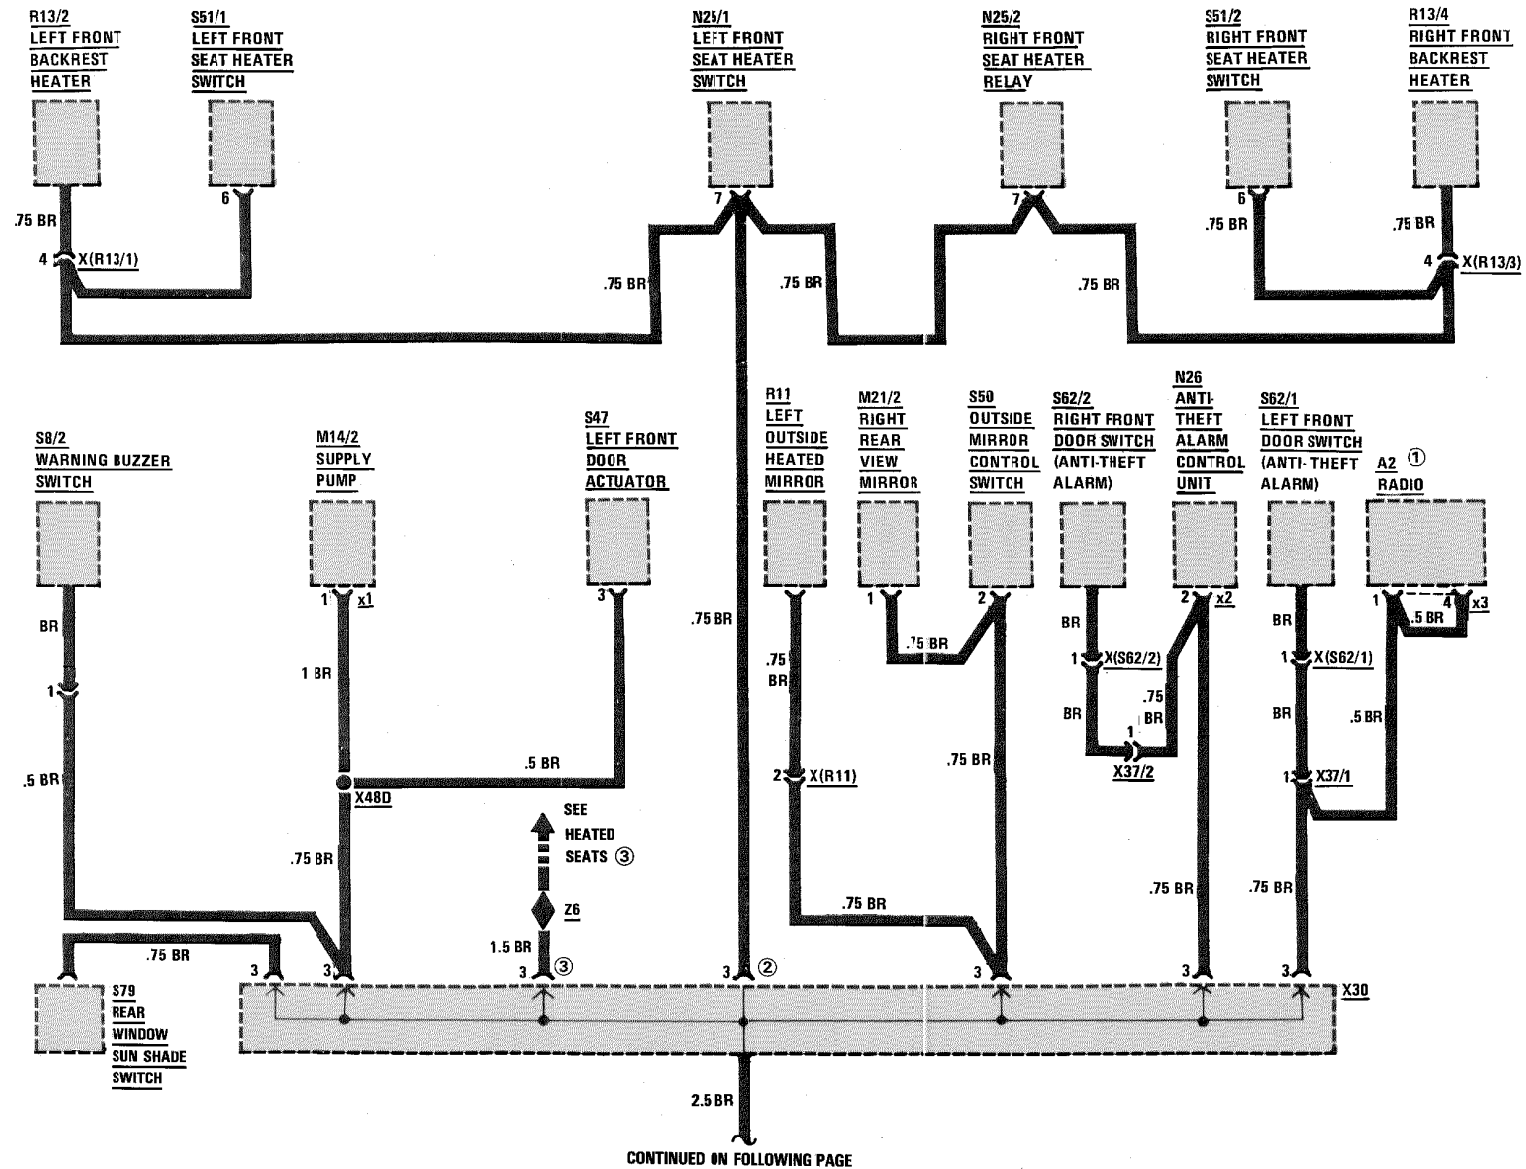 R13/2
LEFT FRONT
BACKREST
HEATER
S51/1
LEFT FRONT
SEAT HEATER
SWITCH
N25/1
LEFT FRONT
SEAT HEATER
SWITCH
N25/2
RIGHT FRONT
SEAT HEATER
RELAY
S51/2
RIGHT FRONT
SEAT HEATER
SWITCH
R13/4
RIGHT FRONT
BACKREST
HEATER
6
7
7
6
.75 BR
.75 BR
.75 BR
4
X(R13/1)
4
X(R13/3)
.75 BR
.75 BR
.75 BR
S8/2
WARNING BUZZER
SWITCH
M14/2
SUPPLY
PUMP
S47
LEFT FRONT
DOOR
ACTUATOR
R11
LEFT
OUTSIDE
HEATED
MIRROR
M21/2
RIGHT
REAR
VIEW
MIRROR
S50
OUTSIDE
MIRROR
CONTROL
SWITCH
S62/2
RIGHT FRONT
DOOR SWITCH
(ANTI-THEFT
ALARM)
N26
ANTI-
THEFT
ALARM
CONTROL
UNIT
S62/1
LEFT FRONT
DOOR SWITCH
(ANTI-THEFT
ALARM)
A2 ①
RADIO
1 x1
3
1
2
2 x2
1
4 x3
BR
.75 BR
.75 BR
BR
BR
.5 BR
.75
BR
1
X(S62/2)
1
X(S62/1)
1
1 BR
BR
.75
BR
BR
.5 BR
1
.5 BR
.5 BR
.75 BR
2
X(R11)
X37/2
1
X37/1
X48D
SEE
HEATED
SEATS ③
.75 BR
.75 BR
.75 BR
Z6
.75 BR
1.5 BR
.75 BR
3
3
3 ③
3 ②
3
3
3
S79
REAR
WINDOW
SUN SHADE
SWITCH
X30
2.5 BR
CONTINUED ON FOLLOWING PAGE